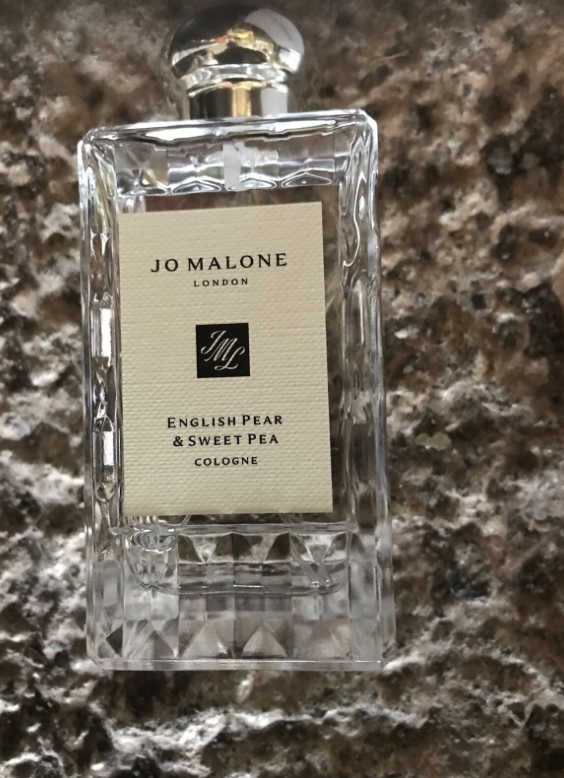 JO MALONE
LONDON
JML
ENGLISH PEAR
& SWEET PEA
COLOGNE